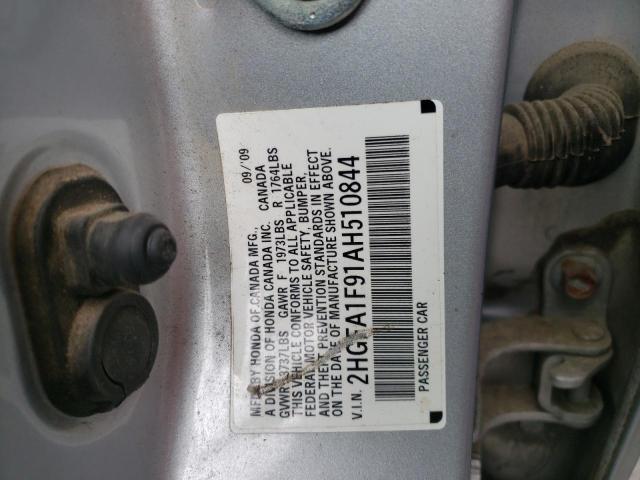 MFD. BY HONDA OF CANADA MFG., 09/'09
A DIVISION OF HONDA CANADA INC. CANADA
GVWR 3737LBS GAWR F 1973LBS R 1764LBS
THIS VEHICLE CONFORMS TO ALL APPLICABLE
FEDERAL MOTOR VEHICLE SAFETY, BUMPER,
AND THEFT PREVENTION STANDARDS IN EFFECT
ON THE DATE OF MANUFACTURE SHOWN ABOVE.
V.I.N. 2HGFA1F91AH510844
PASSENGER CAR